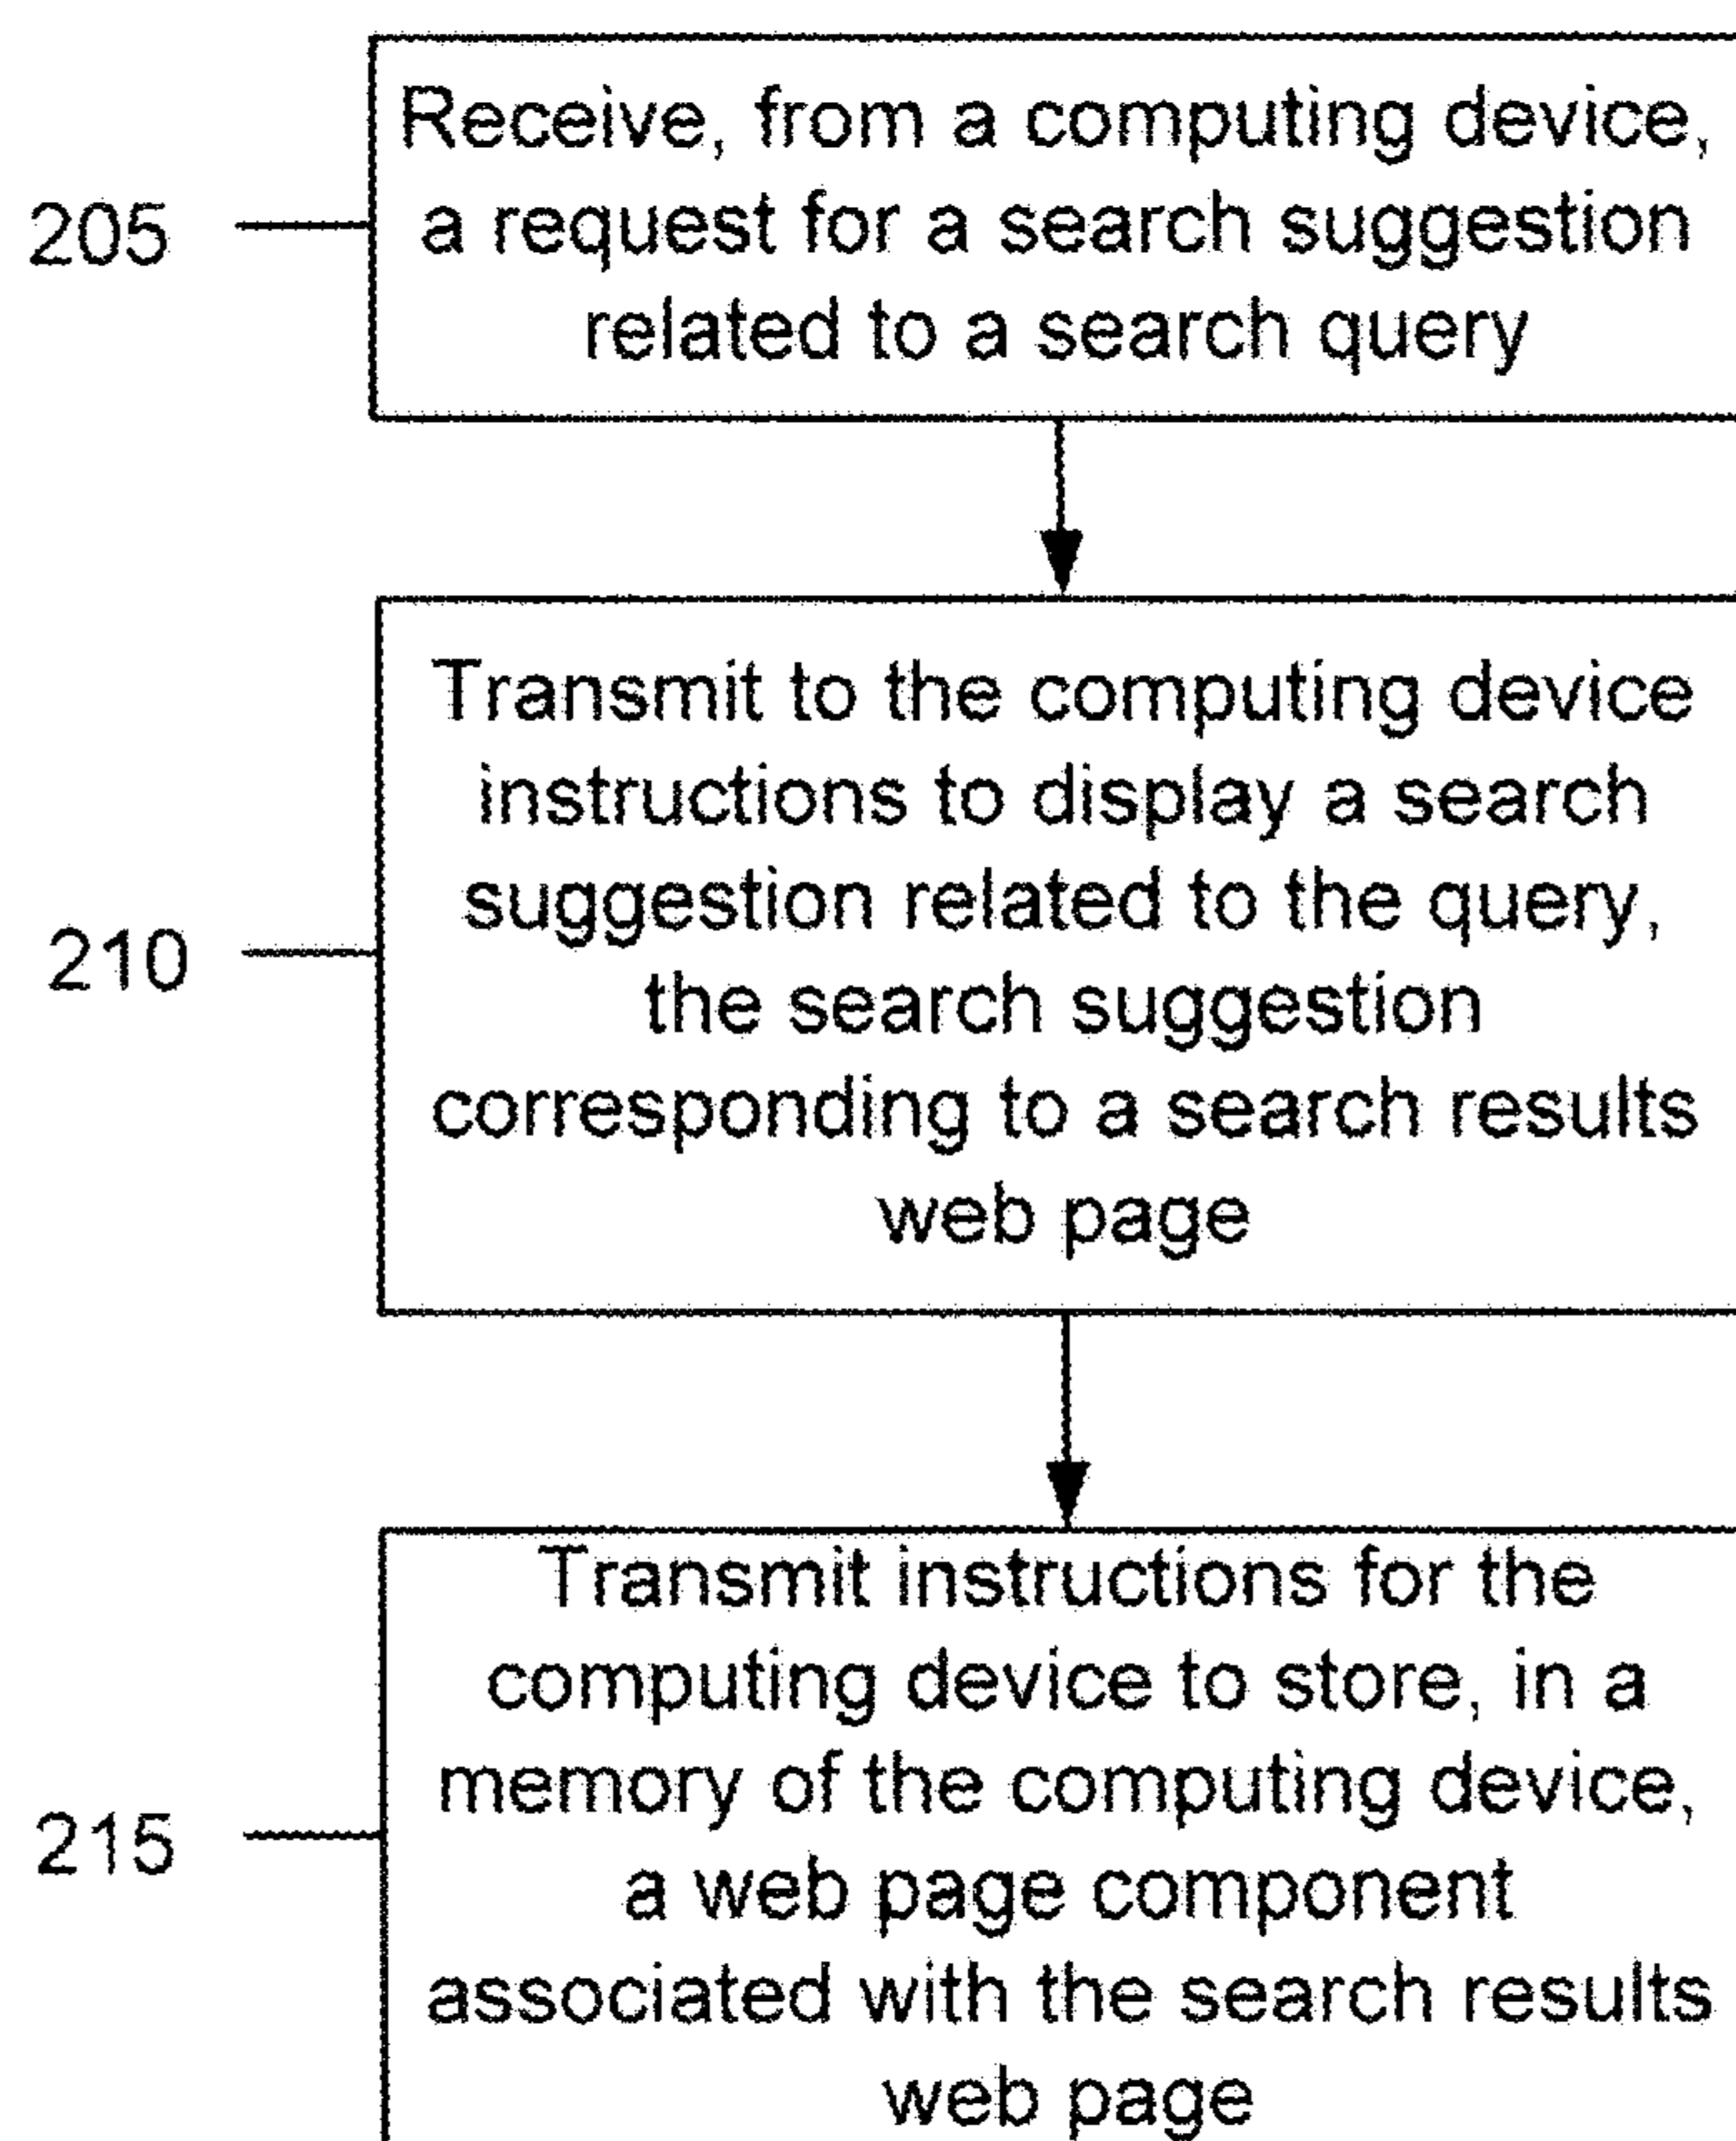 205
Receive, from a computing device,
a request for a search suggestion
related to a search query
210
Transmit to the computing device
instructions to display a search
suggestion related to the query,
the search suggestion
corresponding to a search results
web page
215
Transmit instructions for the
computing device to store, in a
memory of the computing device,
a web page component
associated with the search results
web page